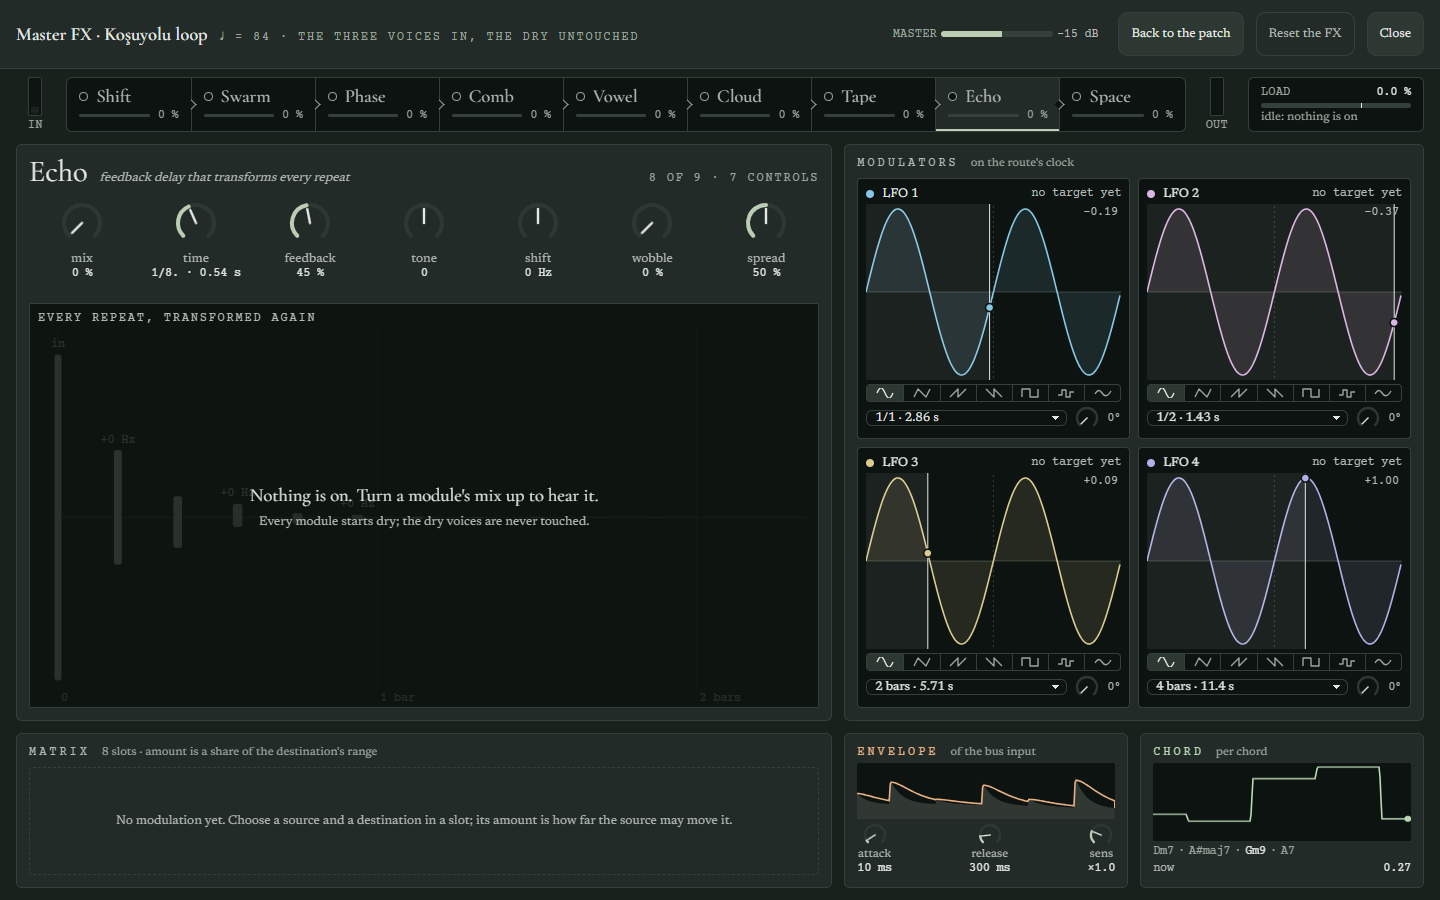 Master FX · Koşuyolu loop ♩ = 84 · THE THREE VOICES IN, THE DRY UNTOUCHED
MASTER -15 dB
Back to the patch
Reset the FX
Close
IN
Shift 0 %
Swarm 0 %
Phase 0 %
Comb 0 %
Vowel 0 %
Cloud 0 %
Tape 0 %
Echo 0 %
Space 0 %
OUT
LOAD 0.0 %
idle: nothing is on
Echo feedback delay that transforms every repeat 8 OF 9 · 7 CONTROLS
mix time feedback tone shift wobble spread
0 % 1/8. · 0.54 s 45 % 0 0 Hz 0 % 50 %
EVERY REPEAT, TRANSFORMED AGAIN
in
+0 Hz
Nothing is on. Turn a module's mix up to hear it.
Every module starts dry; the dry voices are never touched.
0 1 bar 2 bars
MODULATORS on the route's clock
LFO 1 no target yet
-0.19
1/1 · 2.86 s 0°
LFO 2 no target yet
-0.37
1/2 · 1.43 s 0°
LFO 3 no target yet
+0.09
2 bars · 5.71 s 0°
LFO 4 no target yet
+1.00
4 bars · 11.4 s 0°
MATRIX 8 slots · amount is a share of the destination's range
No modulation yet. Choose a source and a destination in a slot; its amount is how far the source may move it.
ENVELOPE of the bus input
attack release sens
10 ms 300 ms ×1.0
CHORD per chord
Dm7 · A#maj7 · Gm9 · A7
now 0.27